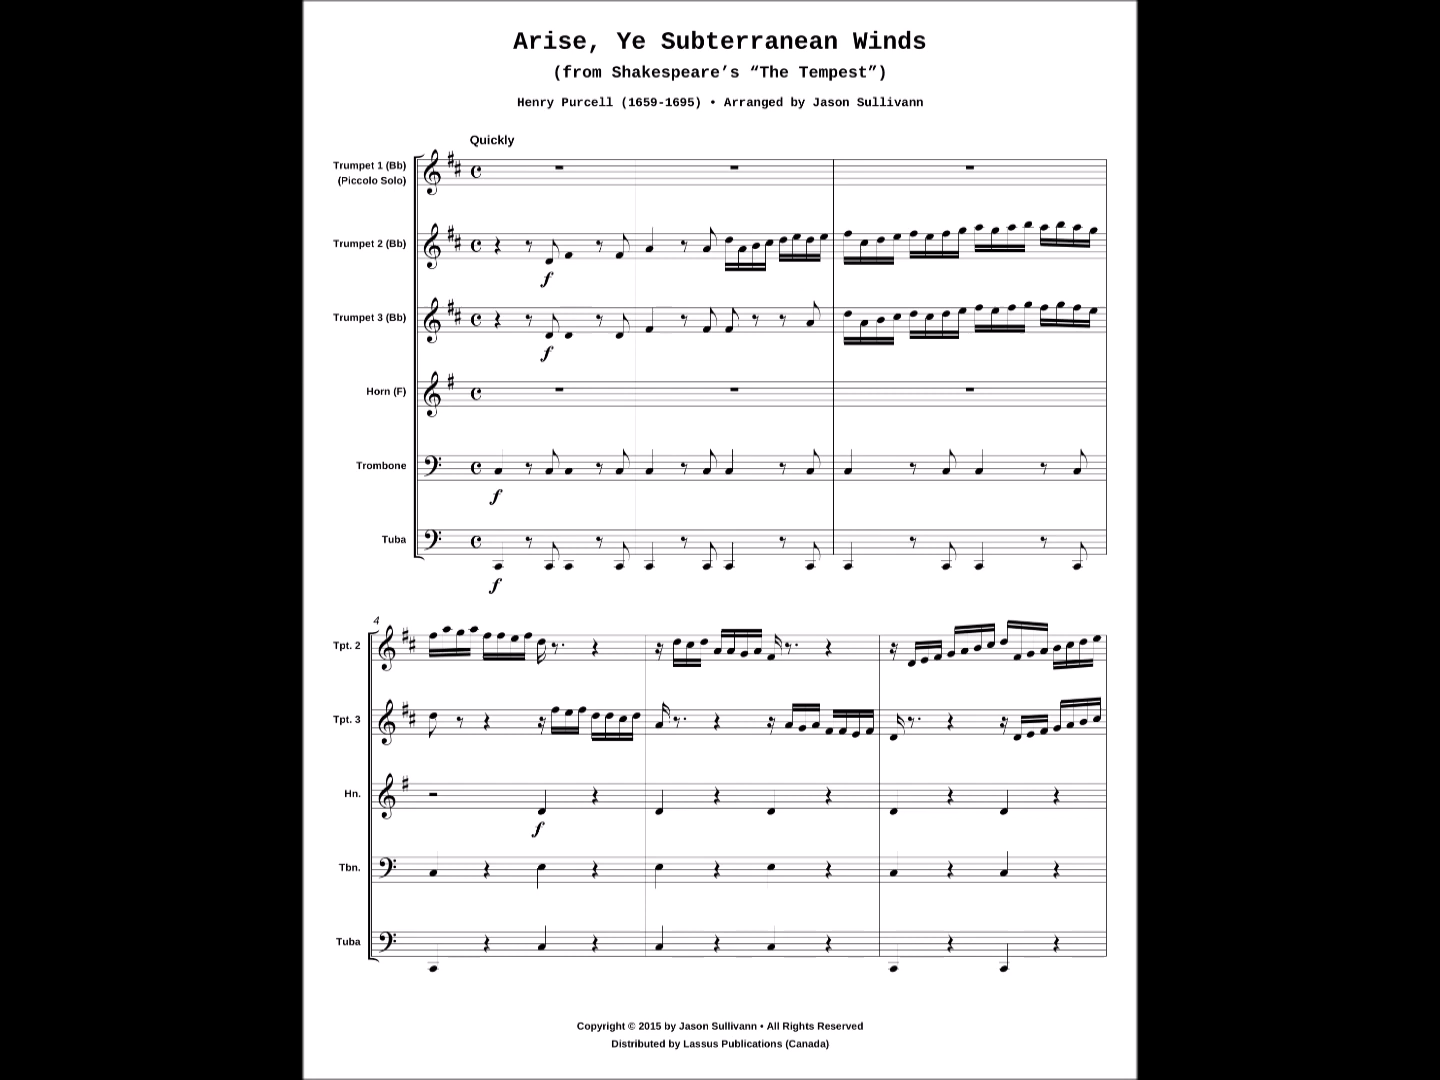 Arise, Ye Subterranean Winds
(from Shakespeare’s “The Tempest”)
Henry Purcell (1659-1695) • Arranged by Jason Sullivann
Quickly
Trumpet 1 (Bb)
(Piccolo Solo)
Trumpet 2 (Bb)
f
Trumpet 3 (Bb)
f
Horn (F)
Trombone
f
Tuba
f
4
Tpt. 2
Tpt. 3
Hn.
f
Tbn.
Tuba
Copyright © 2015 by Jason Sullivann • All Rights Reserved
Distributed by Lassus Publications (Canada)